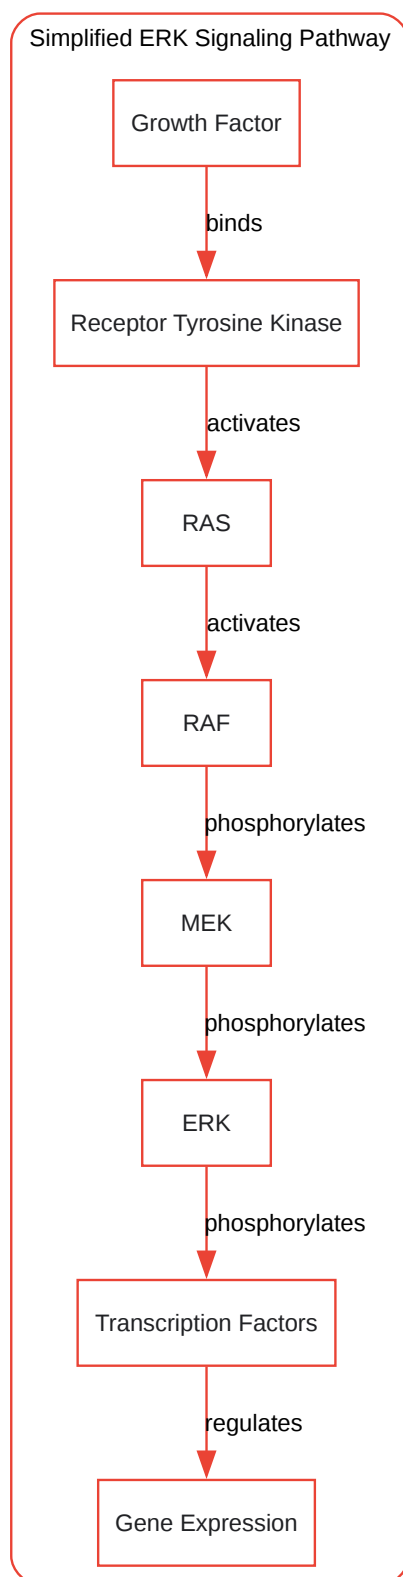 Simplified ERK Signaling Pathway
Growth Factor
binds
Receptor Tyrosine Kinase
activates
RAS
activates
RAF
phosphorylates
MEK
phosphorylates
ERK
phosphorylates
Transcription Factors
regulates
Gene Expression